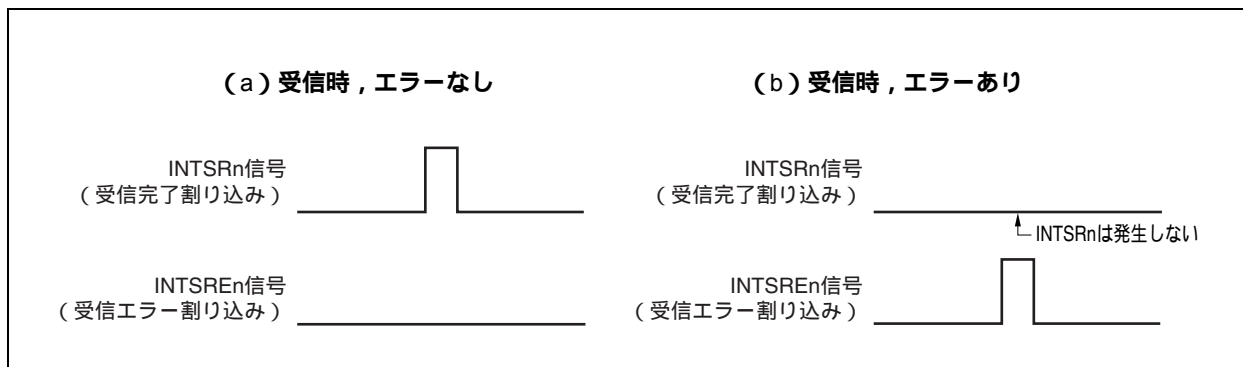 (a)受信時,エラーなし
INTSRn信号
(受信完了割り込み)
INTSREn信号
(受信エラー割り込み)
(b)受信時,エラーあり
INTSRn信号
(受信完了割り込み)
INTSRnは発生しない
INTSREn信号
(受信エラー割り込み)